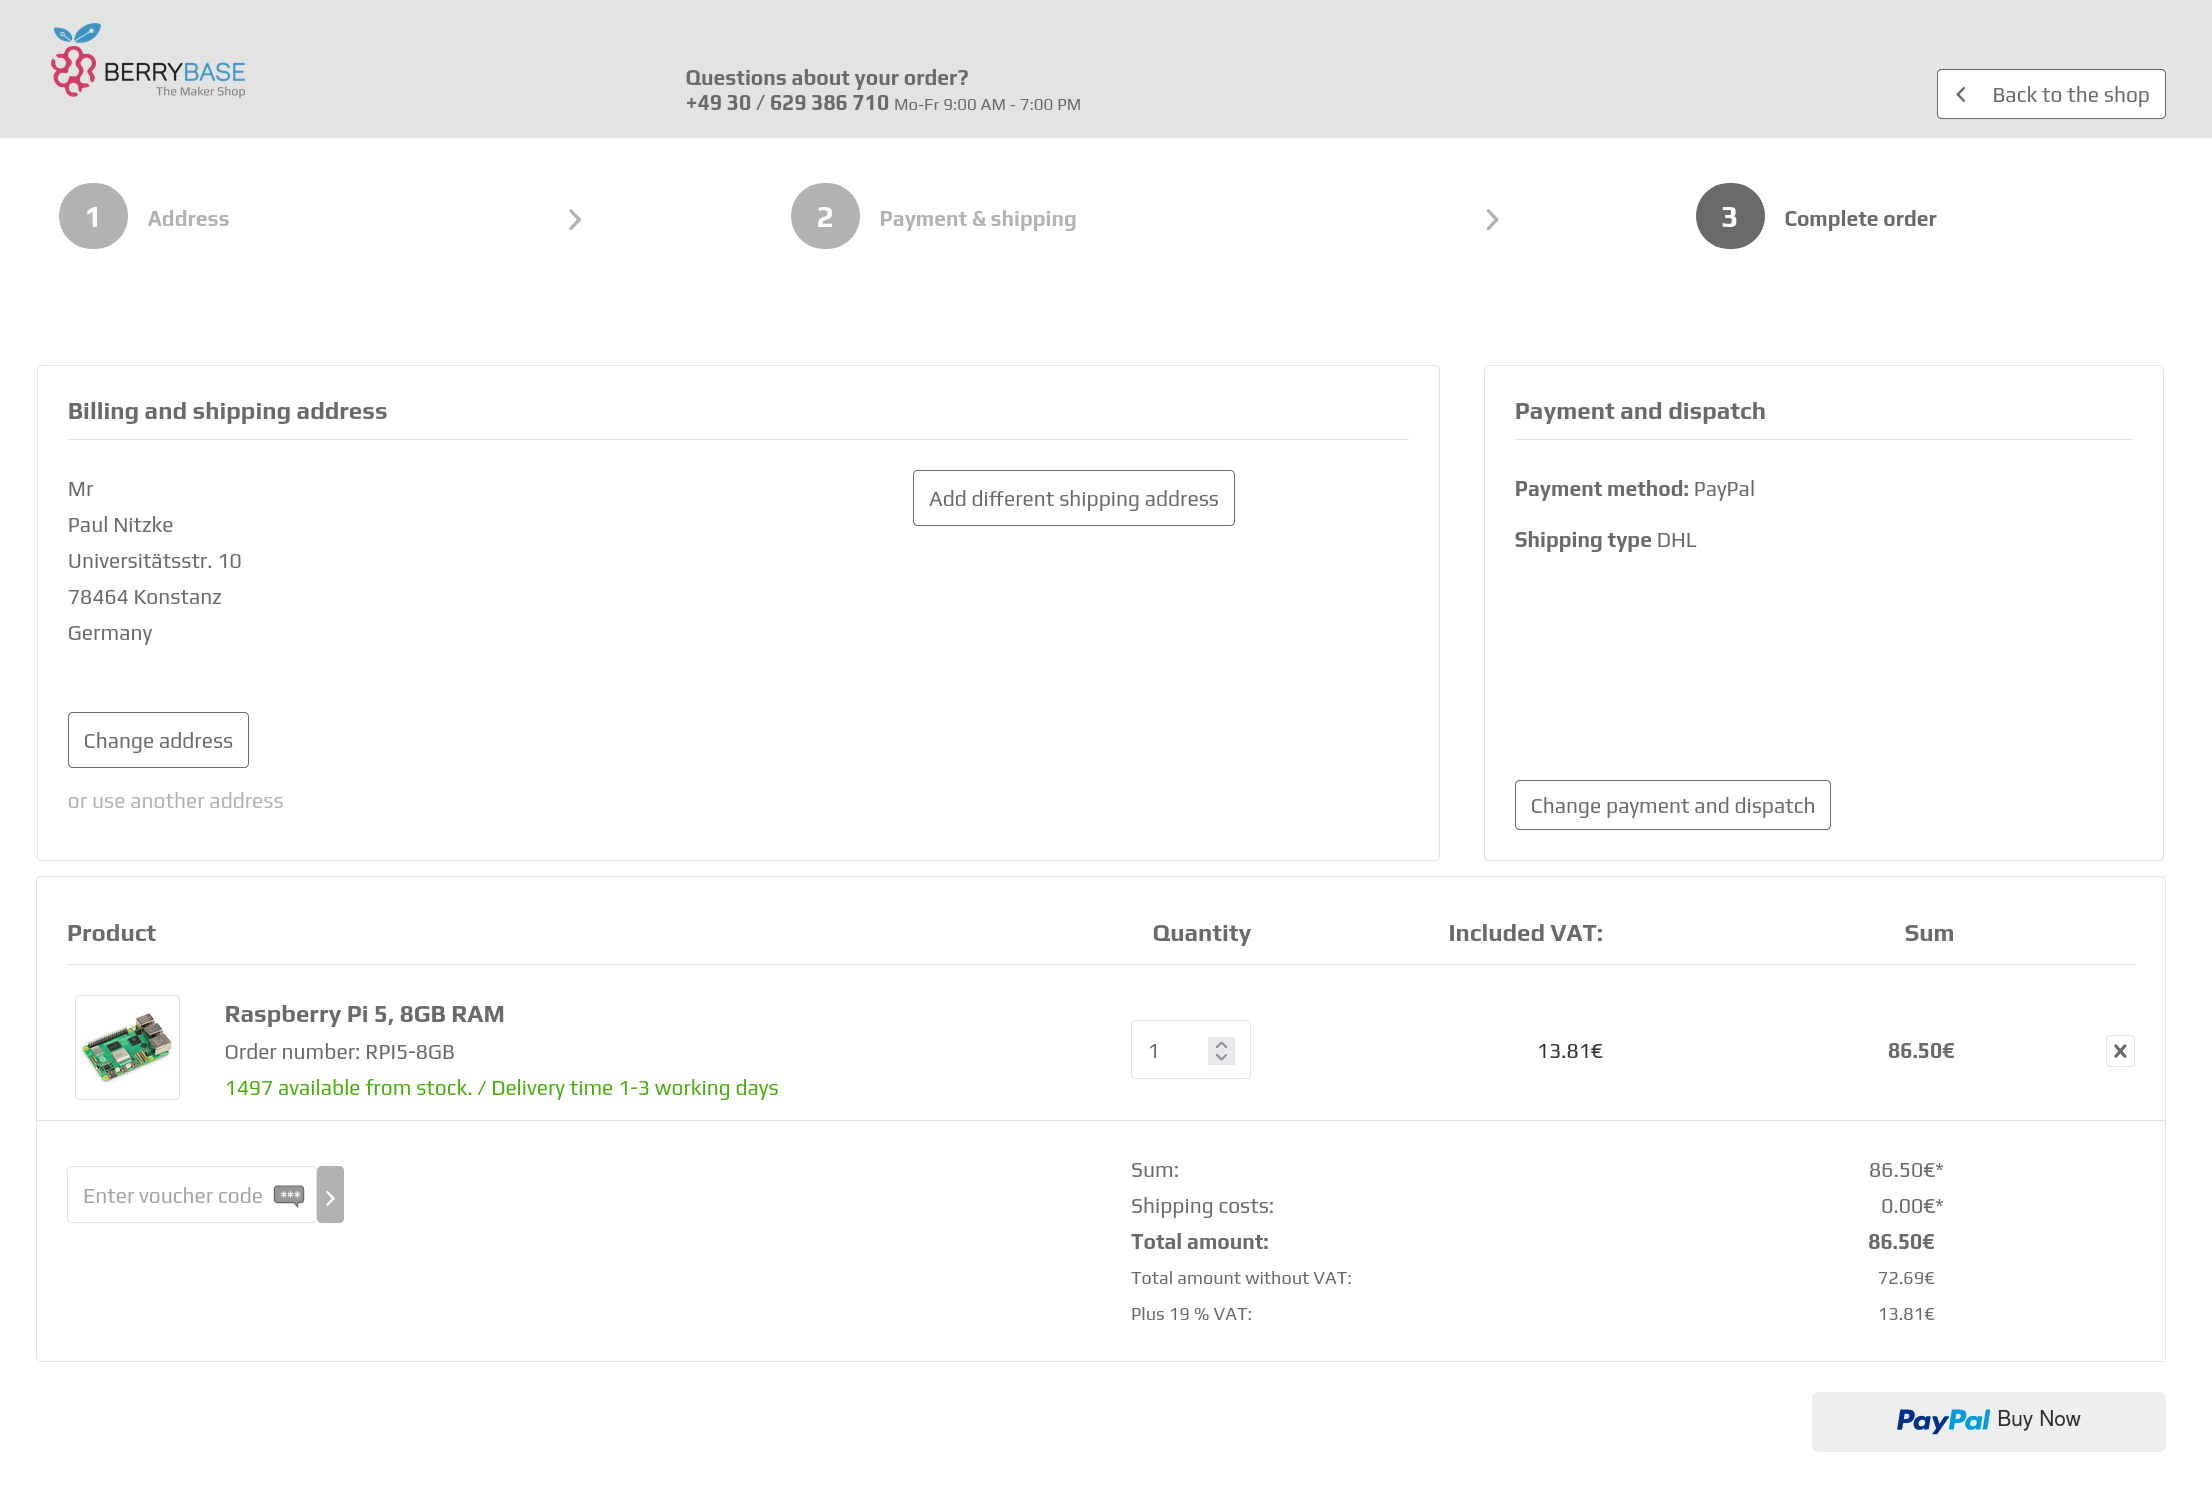 BERRYBASE
The Maker Shop
Questions about your order?
+49 30 / 629 386 710 Mo-Fr 9:00 AM - 7:00 PM
Back to the shop
1 Address
2 Payment & shipping
3 Complete order
Billing and shipping address
Mr
Paul Nitzke
Universitätsstr. 10
78464 Konstanz
Germany
Add different shipping address
Change address
or use another address
Payment and dispatch
Payment method: PayPal
Shipping type DHL
Change payment and dispatch
Product Quantity Included VAT: Sum
Raspberry Pi 5, 8GB RAM
Order number: RPI5-8GB
1497 available from stock. / Delivery time 1-3 working days
1 13.81€ 86.50€
Enter voucher code ***
Sum: 86.50€*
Shipping costs: 0.00€*
Total amount: 86.50€
Total amount without VAT: 72.69€
Plus 19 % VAT: 13.81€
PayPal Buy Now